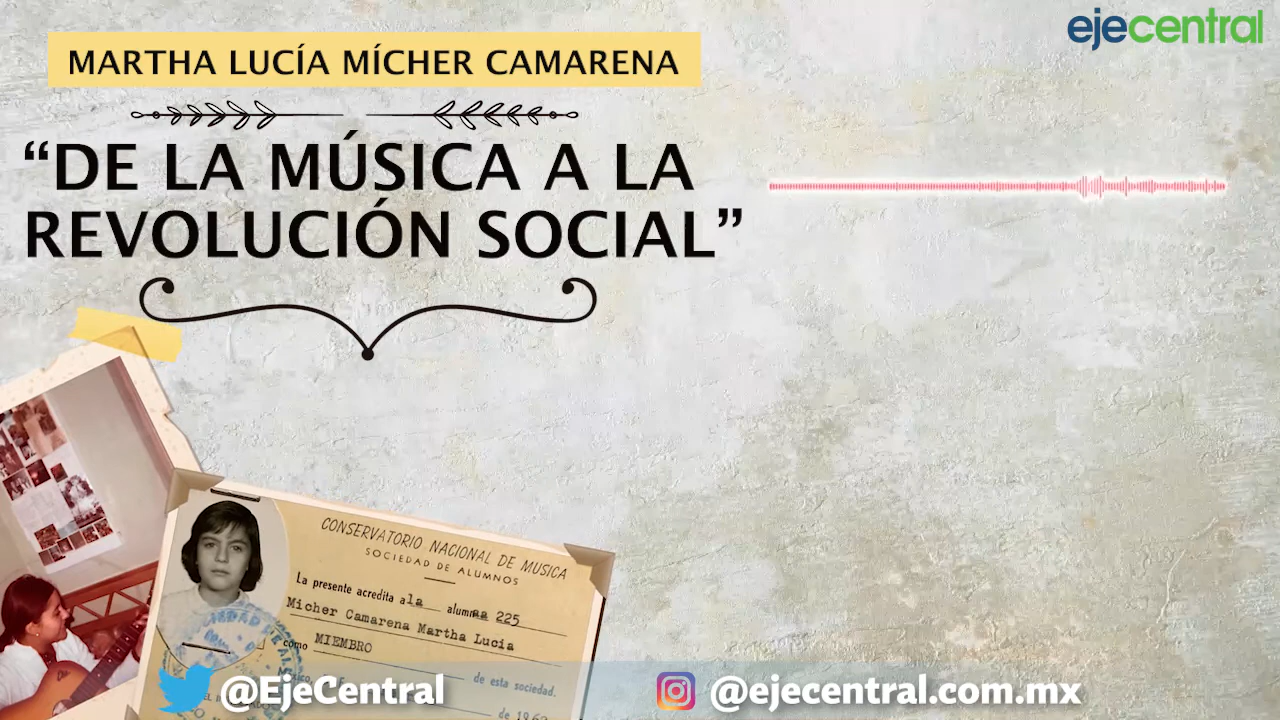 ejecentral
MARTHA LUCÍA MÍCHER CAMARENA
“DE LA MÚSICA A LA
REVOLUCIÓN SOCIAL”
CONSERVATORIO NACIONAL DE MUSICA
SOCIEDAD DE ALUMNOS
La presente acredita a la alumna 225
Micher Camarena Martha Lucia
como MIEMBRO
de esta sociedad.
@EjeCentral
@ejecentral.com.mx